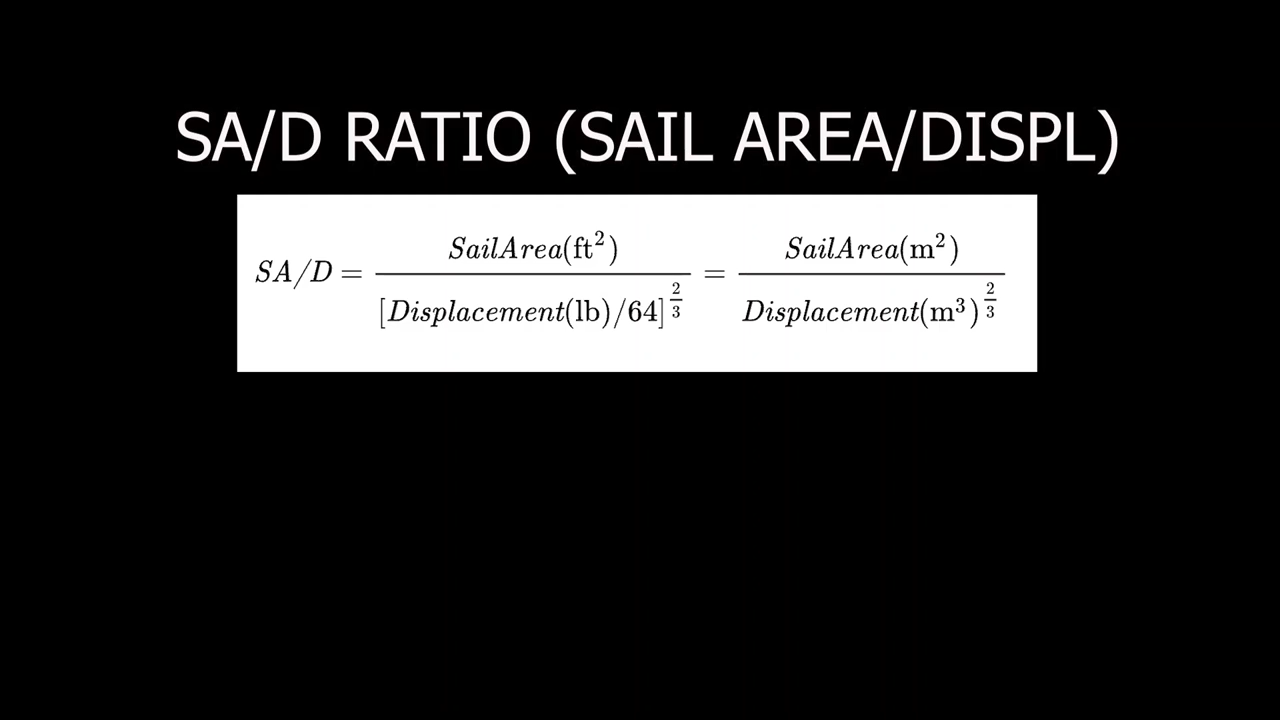 SA/D RATIO (SAIL AREA/DISPL)
SA/D = SailArea(ft²) / [Displacement(lb)/64]^(2/3) = SailArea(m²) / Displacement(m³)^(2/3)